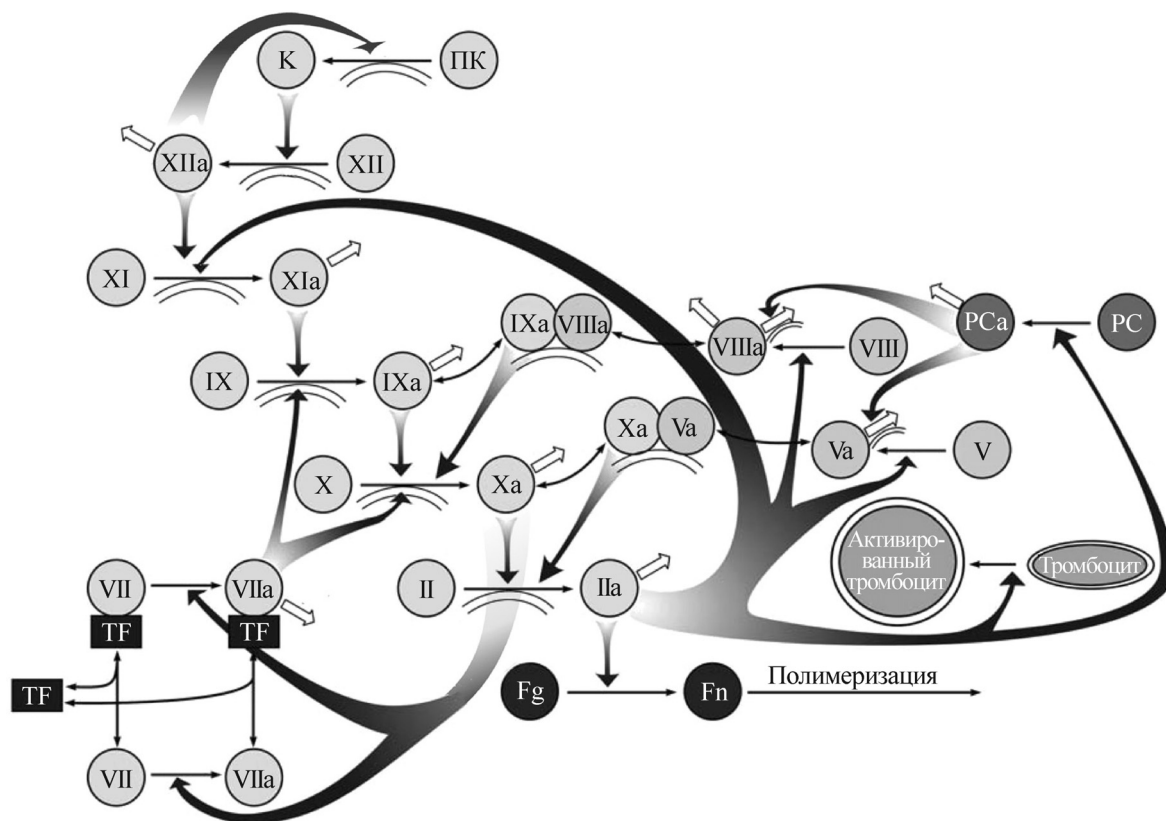 К
ПК
XIIa
XII
XI
XIa
IXa
VIIIa
VIIIa
VIII
PCa
PC
IX
IXa
Xa
Va
Va
V
X
Xa
Активиро-
ванный
тромбоцит
Тромбоцит
VII
VIIa
II
IIa
TF
TF
TF
Fg
Fn
Полимеризация
VII
VIIa